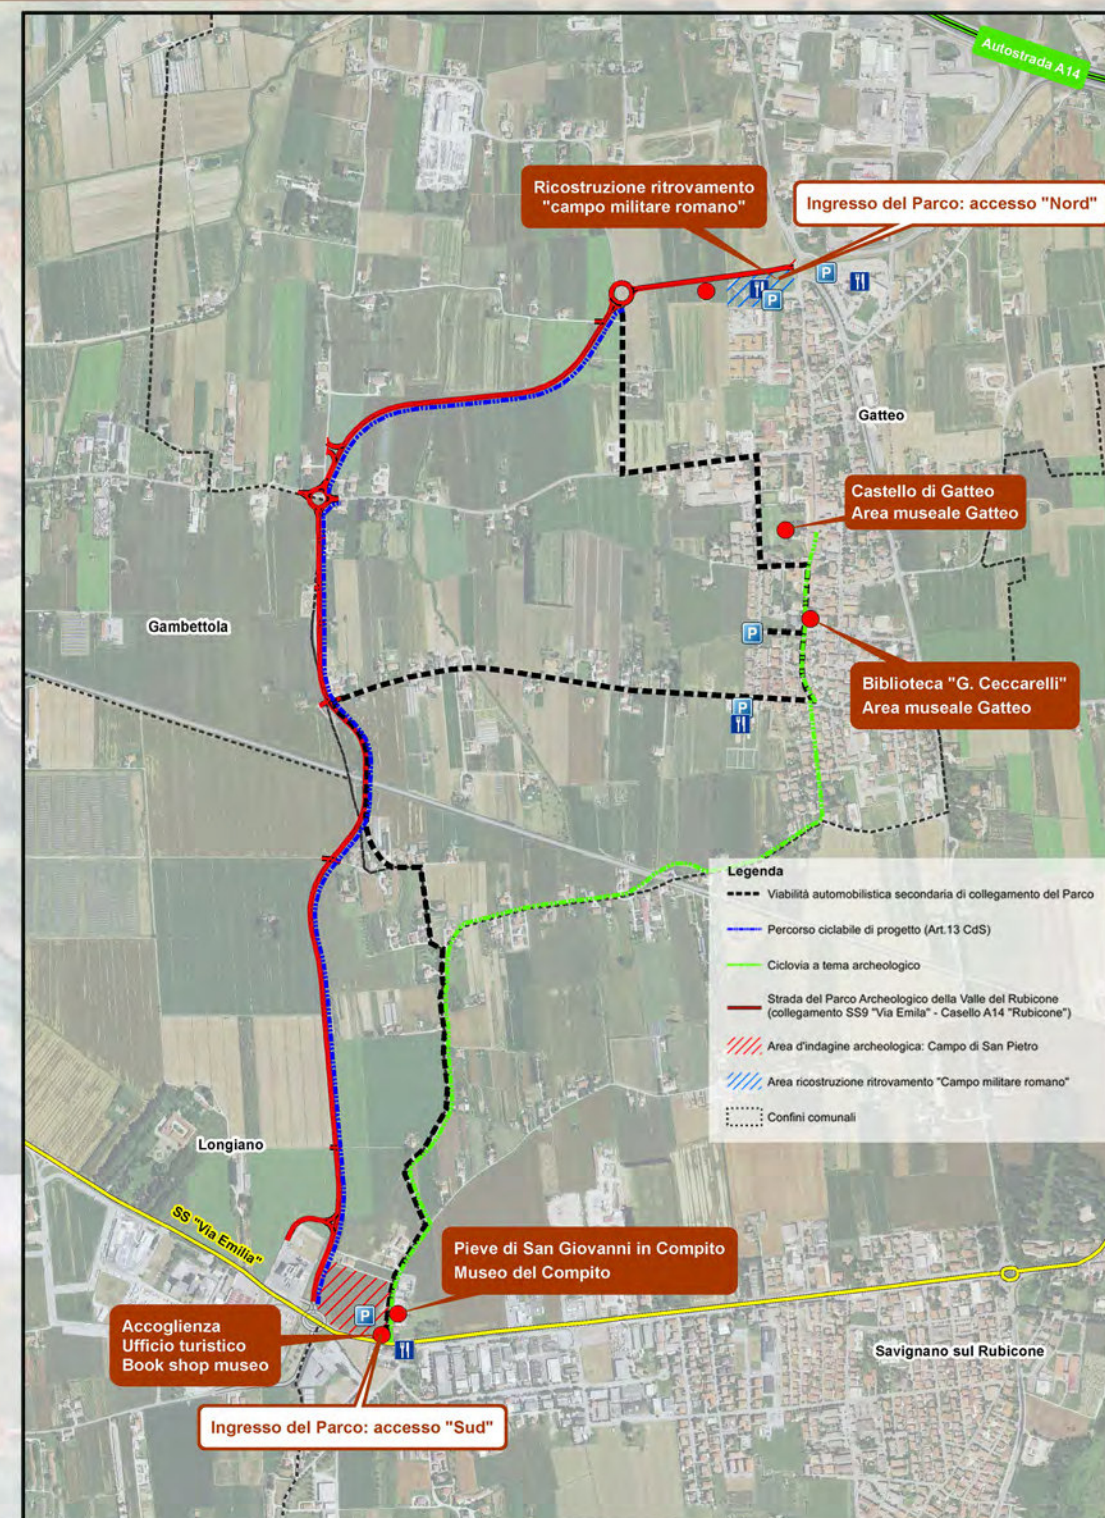 Autostrada A14
Ricostruzione ritrovamento
"campo militare romano"
Ingresso del Parco: accesso "Nord"
P
P
Gatteo
Castello di Gatteo
Area museale Gatteo
Gambettola
P
Biblioteca "G. Ceccarelli"
Area museale Gatteo
P
Legenda
Viabilità automobilistica secondaria di collegamento del Parco
Percorso ciclabile di progetto (Art.13 CdS)
Ciclovia a tema archeologico
Strada del Parco Archeologico della Valle del Rubicone
(collegamento SS9 "Via Emila" - Casello A14 "Rubicone")
Area d'indagine archeologica: Campo di San Pietro
Area ricostruzione ritrovamento "Campo militare romano"
Confini comunali
Longiano
SS "Via Emilia"
Pieve di San Giovanni in Compito
Museo del Compito
P
Accoglienza
Ufficio turistico
Book shop museo
Savignano sul Rubicone
Ingresso del Parco: accesso "Sud"